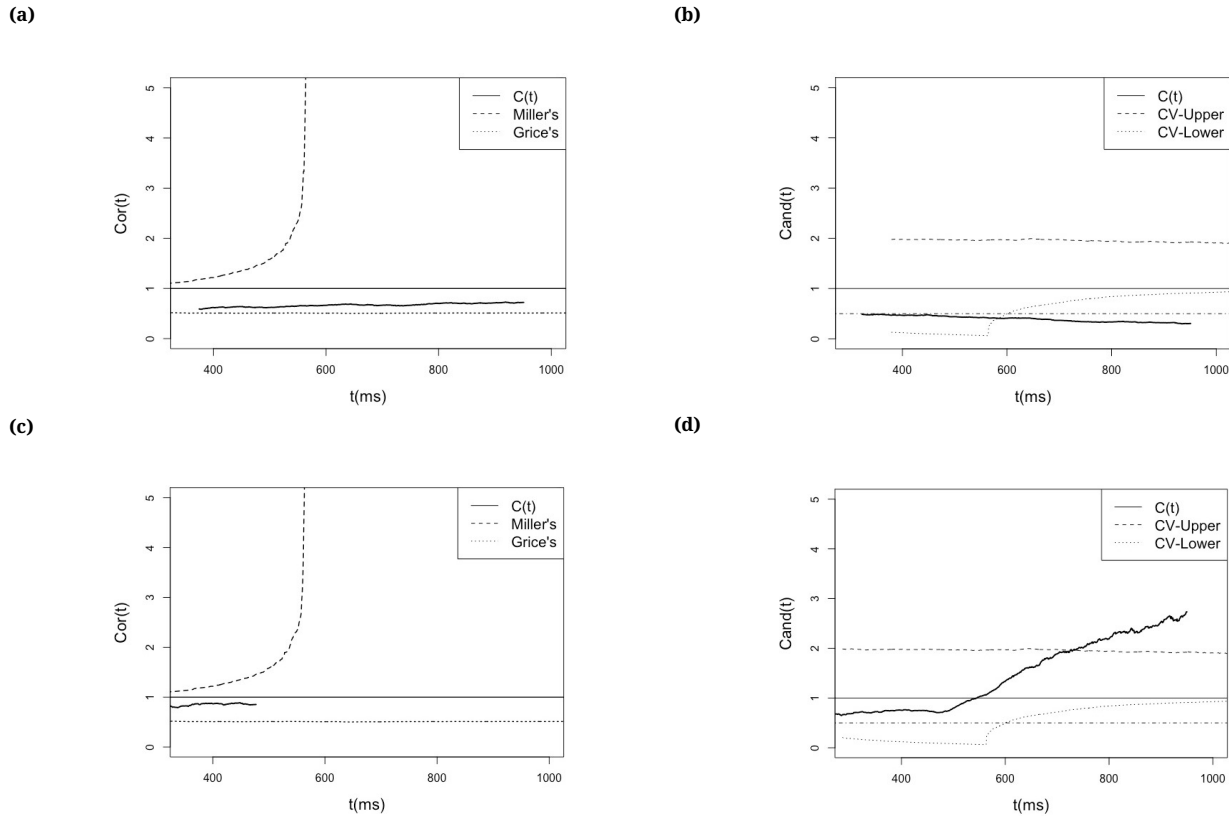 (a)
Cor(t)
5
4
3
2
1
0
C(t)
Miller's
Grice's
400 600 800 1000
t(ms)
(b)
Cand(t)
5
4
3
2
1
0
C(t)
CV-Upper
CV-Lower
400 600 800 1000
t(ms)
(c)
Cor(t)
5
4
3
2
1
0
C(t)
Miller's
Grice's
400 600 800 1000
t(ms)
(d)
Cand(t)
5
4
3
2
1
0
C(t)
CV-Upper
CV-Lower
400 600 800 1000
t(ms)